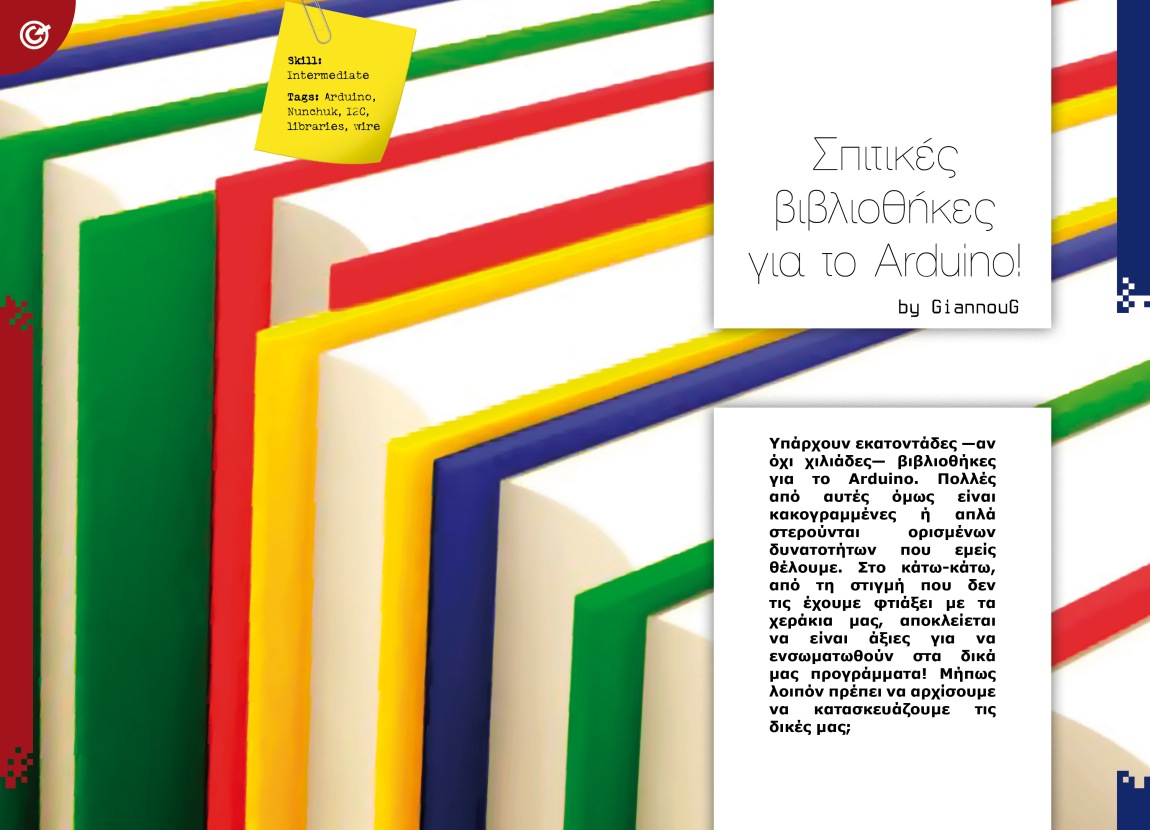 Skill:
Intermediate
Tags: Arduino,
Nunchuk, I2C,
libraries, wire
Σπιτικές
βιβλιοθήκες
για το Arduino!
by GiannouG
Υπάρχουν εκατοντάδες —αν
όχι χιλιάδες— βιβλιοθήκες
για το Arduino. Πολλές
από αυτές όμως είναι
κακογραμμένες ή απλά
στερούνται ορισμένων
δυνατοτήτων που εμείς
θέλουμε. Στο κάτω-κάτω,
από τη στιγμή που δεν
τις έχουμε φτιάξει με τα
χεράκια μας, αποκλείεται
να είναι άξιες για να
ενσωματωθούν στα δικά
μας προγράμματα! Μήπως
λοιπόν πρέπει να αρχίσουμε
να κατασκευάζουμε τις
δικές μας;